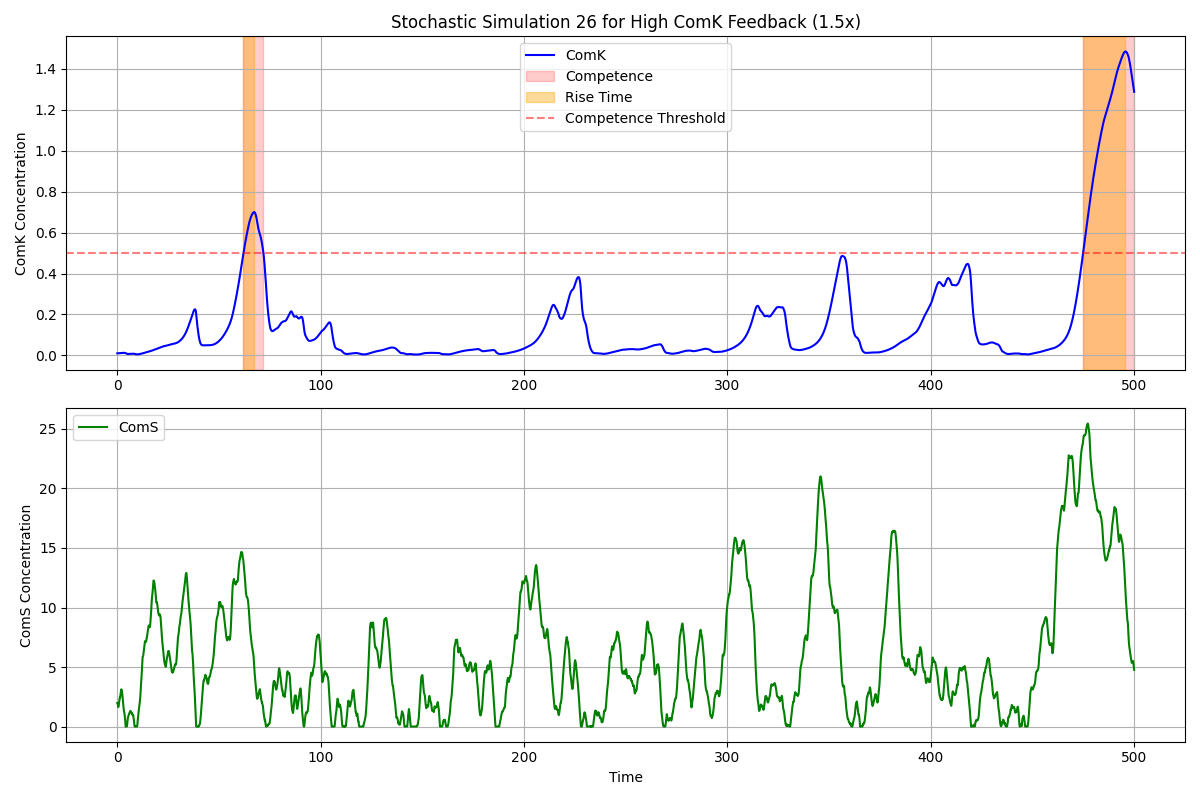 Stochastic Simulation 26 for High ComK Feedback (1.5x)
ComK
Competence
Rise Time
Competence Threshold
ComK Concentration
1.4
1.2
1.0
0.8
0.6
0.4
0.2
0.0
0 100 200 300 400 500
ComS
ComS Concentration
25
20
15
10
5
0
0 100 200 300 400 500
Time